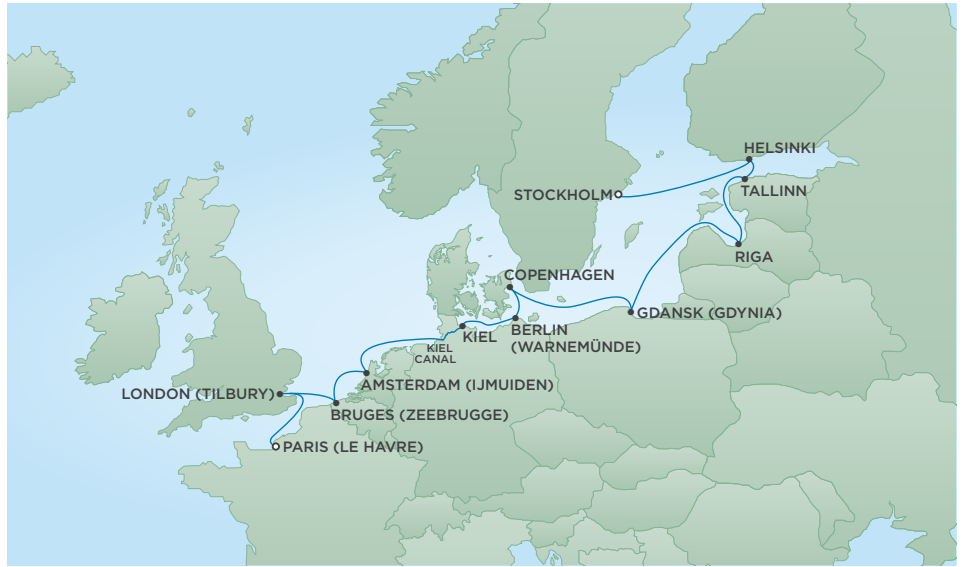 HELSINKI
TALLINN
STOCKHOLM
RIGA
COPENHAGEN
GDANSK (GDYNIA)
BERLIN
(WARNEMÜNDE)
KIEL
KIEL
CANAL
AMSTERDAM (IJMUIDEN)
LONDON (TILBURY)
BRUGES (ZEEBRUGGE)
PARIS (LE HAVRE)